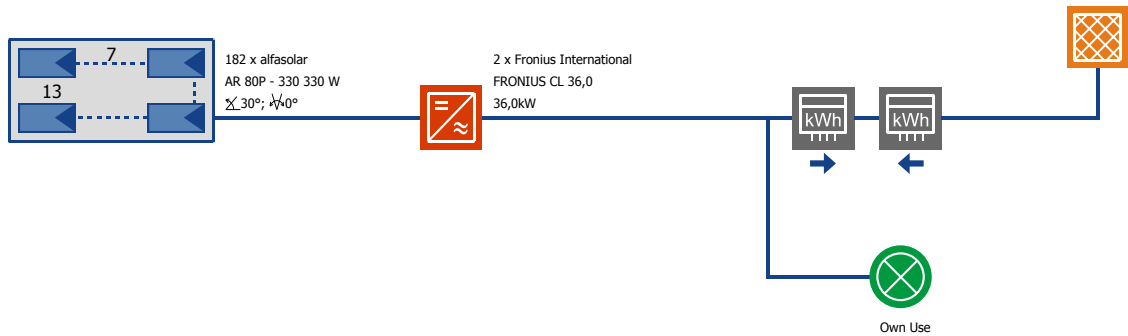 7
13
182 x alfasolar
AR 80P - 330 330 W
30°; 0°
2 x Fronius International
FRONIUS CL 36,0
36,0kW
kWh
kWh
Own Use